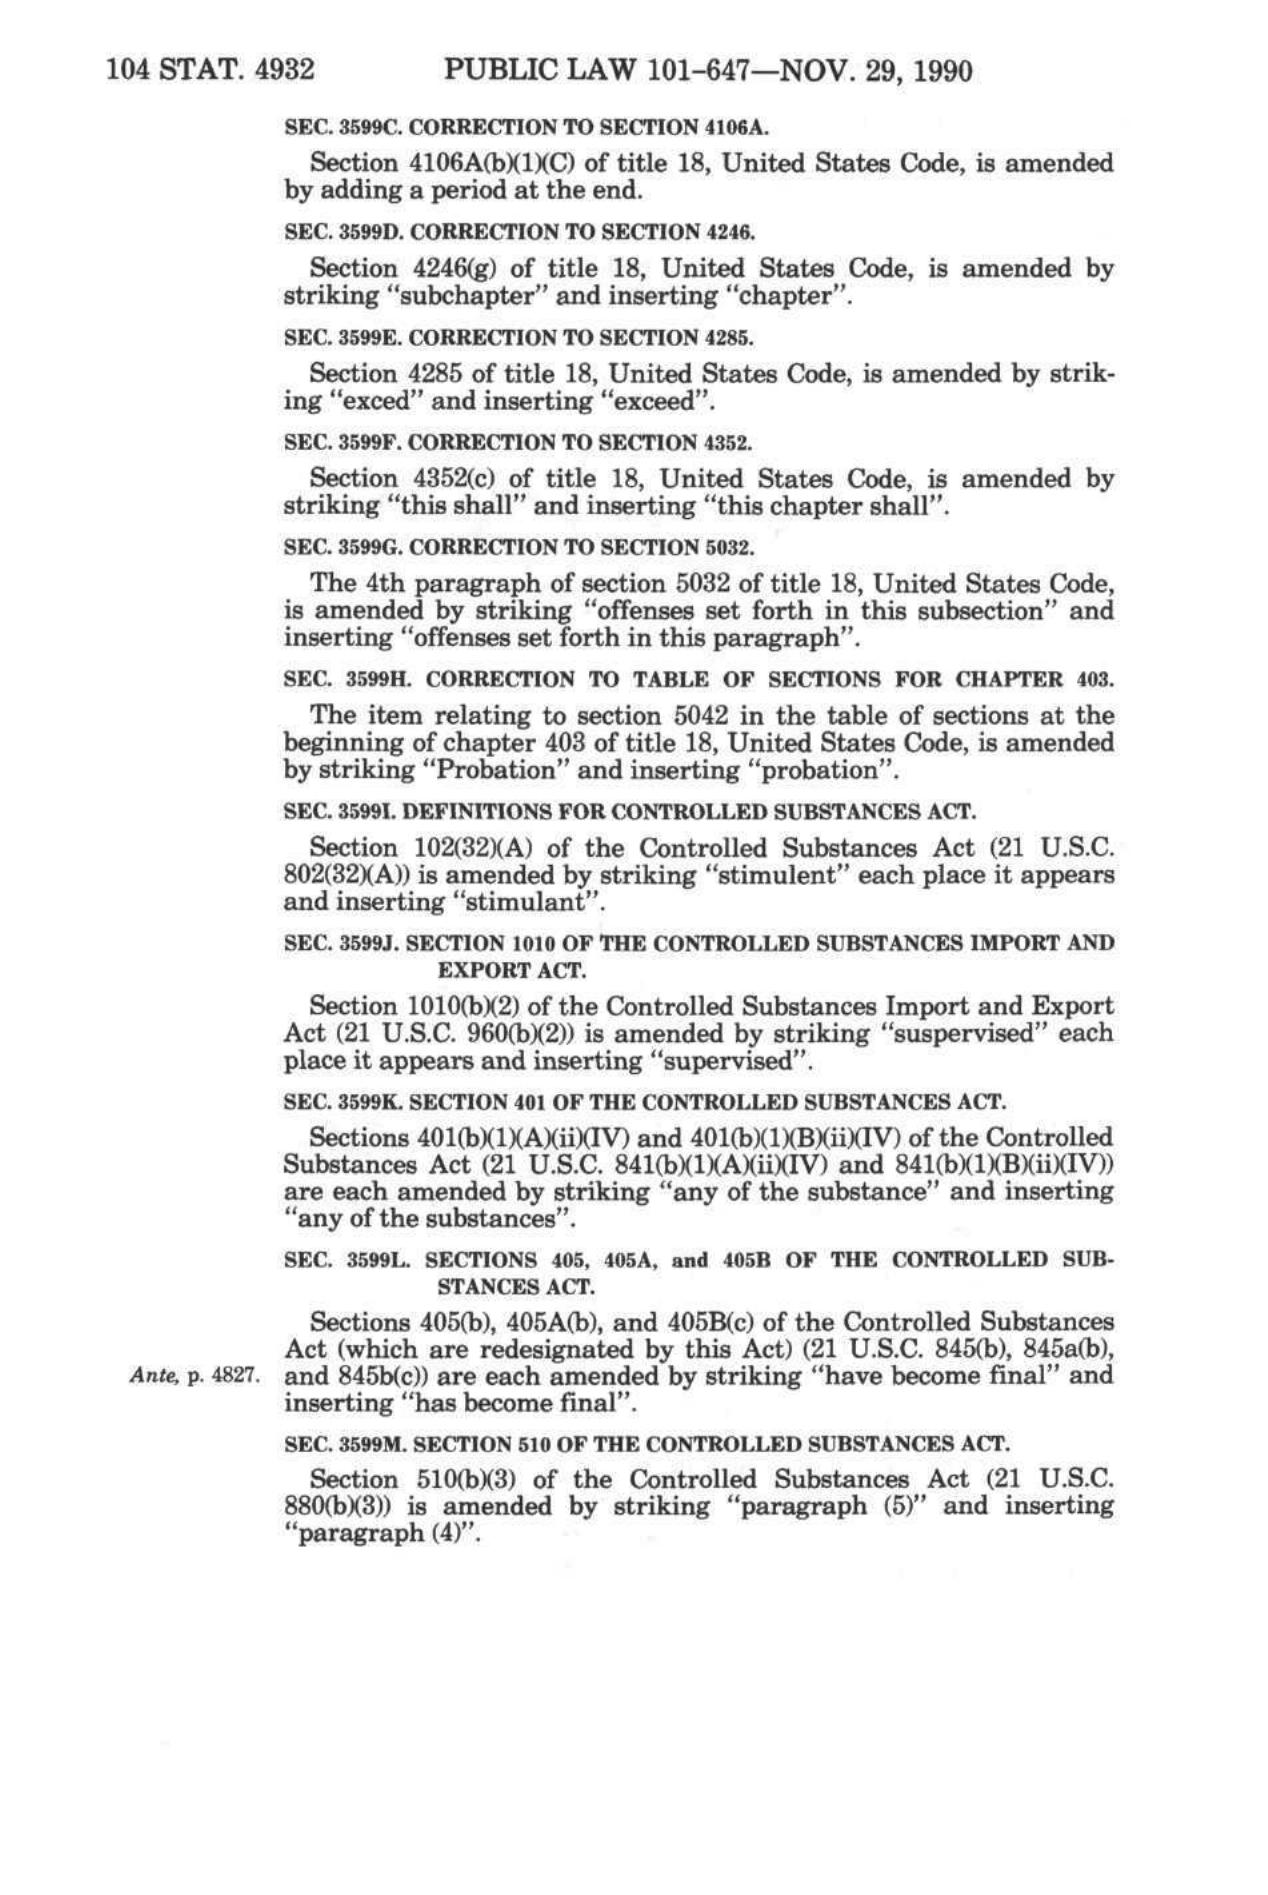 104 STAT. 4932 PUBLIC LAW 101-647—NOV. 29, 1990
SEC. 3599C. CORRECTION TO SECTION 4106A.
Section 4106A(b)(1)(C) of title 18, United States Code, is amended
by adding a period at the end.
SEC. 3599D. CORRECTION TO SECTION 4246.
Section 4246(g) of title 18, United States Code, is amended by
striking “subchapter” and inserting “chapter”.
SEC. 3599E. CORRECTION TO SECTION 4285.
Section 4285 of title 18, United States Code, is amended by strik-
ing “exced” and inserting “exceed”.
SEC. 3599F. CORRECTION TO SECTION 4352.
Section 4352(c) of title 18, United States Code, is amended by
striking “this shall” and inserting “this chapter shall”.
SEC. 3599G. CORRECTION TO SECTION 5032.
The 4th paragraph of section 5032 of title 18, United States Code,
is amended by striking “offenses set forth in this subsection” and
inserting “offenses set forth in this paragraph”.
SEC. 3599H. CORRECTION TO TABLE OF SECTIONS FOR CHAPTER 403.
The item relating to section 5042 in the table of sections at the
beginning of chapter 403 of title 18, United States Code, is amended
by striking “Probation” and inserting “probation”.
SEC. 3599I. DEFINITIONS FOR CONTROLLED SUBSTANCES ACT.
Section 102(32)(A) of the Controlled Substances Act (21 U.S.C.
802(32)(A)) is amended by striking “stimulent” each place it appears
and inserting “stimulant”.
SEC. 3599J. SECTION 1010 OF THE CONTROLLED SUBSTANCES IMPORT AND
EXPORT ACT.
Section 1010(b)(2) of the Controlled Substances Import and Export
Act (21 U.S.C. 960(b)(2)) is amended by striking “suspervised” each
place it appears and inserting “supervised”.
SEC. 3599K. SECTION 401 OF THE CONTROLLED SUBSTANCES ACT.
Sections 401(b)(1)(A)(ii)(IV) and 401(b)(1)(B)(ii)(IV) of the Controlled
Substances Act (21 U.S.C. 841(b)(1)(A)(ii)(IV) and 841(b)(1)(B)(ii)(IV))
are each amended by striking “any of the substance” and inserting
“any of the substances”.
SEC. 3599L. SECTIONS 405, 405A, and 405B OF THE CONTROLLED SUB-
STANCES ACT.
Sections 405(b), 405A(b), and 405B(c) of the Controlled Substances
Act (which are redesignated by this Act) (21 U.S.C. 845(b), 845a(b),
Ante, p. 4827. and 845b(c)) are each amended by striking “have become final” and
inserting “has become final”.
SEC. 3599M. SECTION 510 OF THE CONTROLLED SUBSTANCES ACT.
Section 510(b)(3) of the Controlled Substances Act (21 U.S.C.
880(b)(3)) is amended by striking “paragraph (5)” and inserting
“paragraph (4)”.